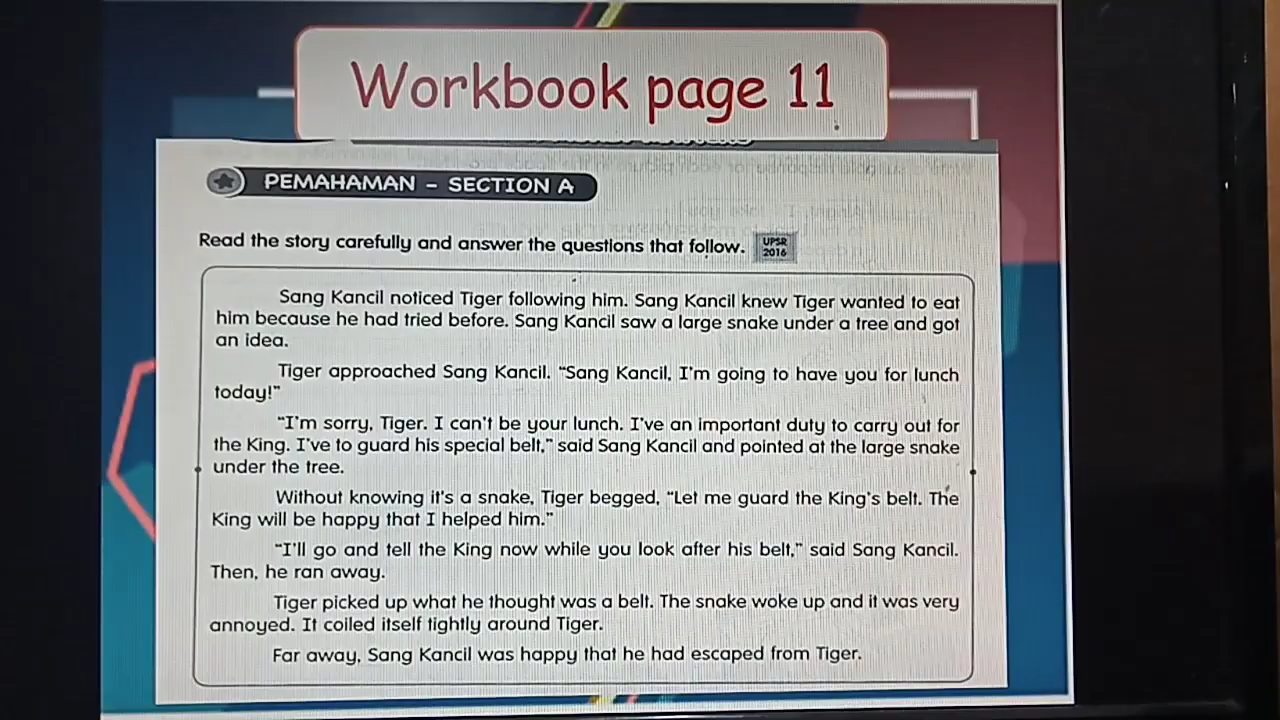 Workbook page 11
PEMAHAMAN – SECTION A
Read the story carefully and answer the questions that follow. UPSR
2016
Sang Kancil noticed Tiger following him. Sang Kancil knew Tiger wanted to eat
him because he had tried before. Sang Kancil saw a large snake under a tree and got
an idea.
Tiger approached Sang Kancil. “Sang Kancil, I'm going to have you for lunch
today!”
“I'm sorry, Tiger. I can't be your lunch. I've an important duty to carry out for
the King. I've to guard his special belt,” said Sang Kancil and pointed at the large snake
under the tree.
Without knowing it's a snake, Tiger begged, “Let me guard the King's belt. The
King will be happy that I helped him.”
“I'll go and tell the King now while you look after his belt,” said Sang Kancil.
Then, he ran away.
Tiger picked up what he thought was a belt. The snake woke up and it was very
annoyed. It coiled itself tightly around Tiger.
Far away, Sang Kancil was happy that he had escaped from Tiger.